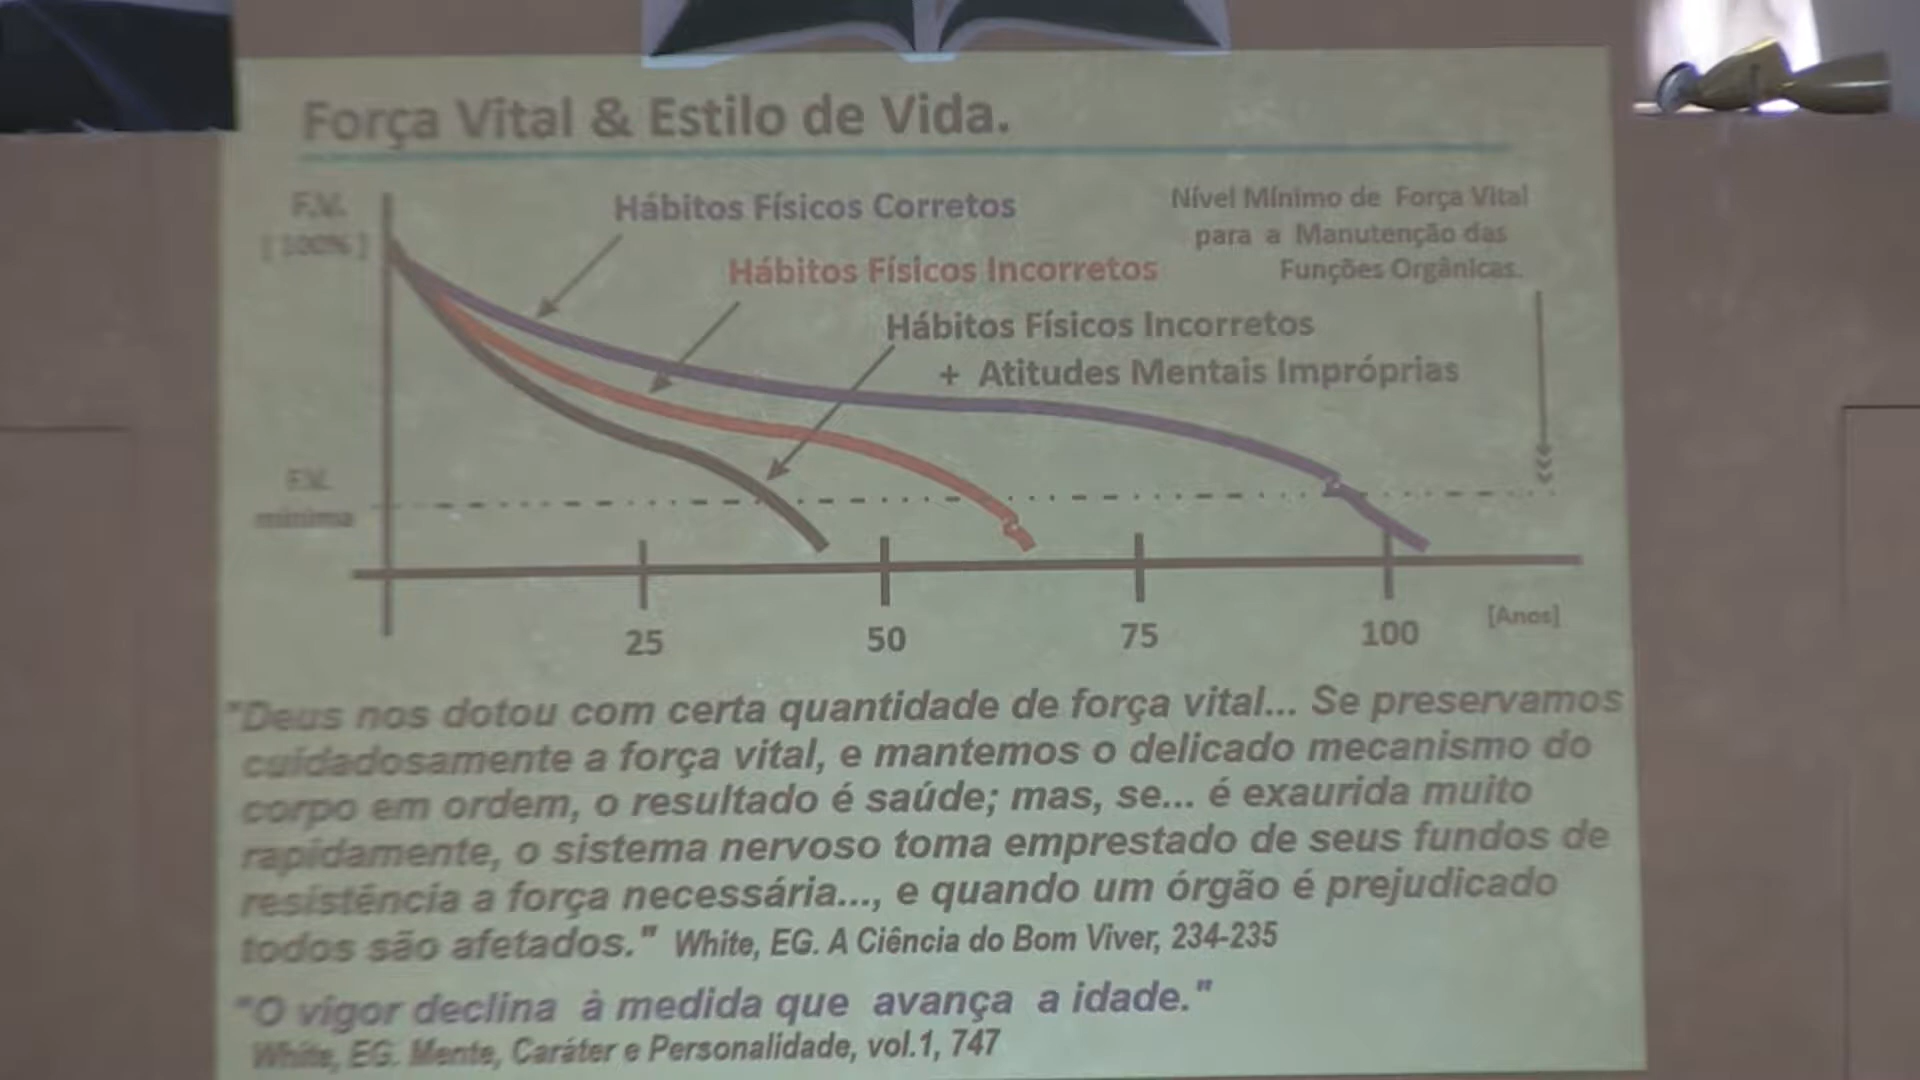 Força Vital & Estilo de Vida.
F.V.
[ 100% ]
Hábitos Físicos Corretos
Hábitos Físicos Incorretos
Hábitos Físicos Incorretos
+ Atitudes Mentais Impróprias
Nível Mínimo de Força Vital
para a Manutenção das
Funções Orgânicas.
F.V.
mínima
25
50
75
100
[Anos]
"Deus nos dotou com certa quantidade de força vital... Se preservamos
cuidadosamente a força vital, e mantemos o delicado mecanismo do
corpo em ordem, o resultado é saúde; mas, se... é exaurida muito
rapidamente, o sistema nervoso toma emprestado de seus fundos de
resistência a força necessária..., e quando um órgão é prejudicado
todos são afetados." White, EG. A Ciência do Bom Viver, 234-235
"O vigor declina à medida que avança a idade."
White, EG. Mente, Caráter e Personalidade, vol.1, 747